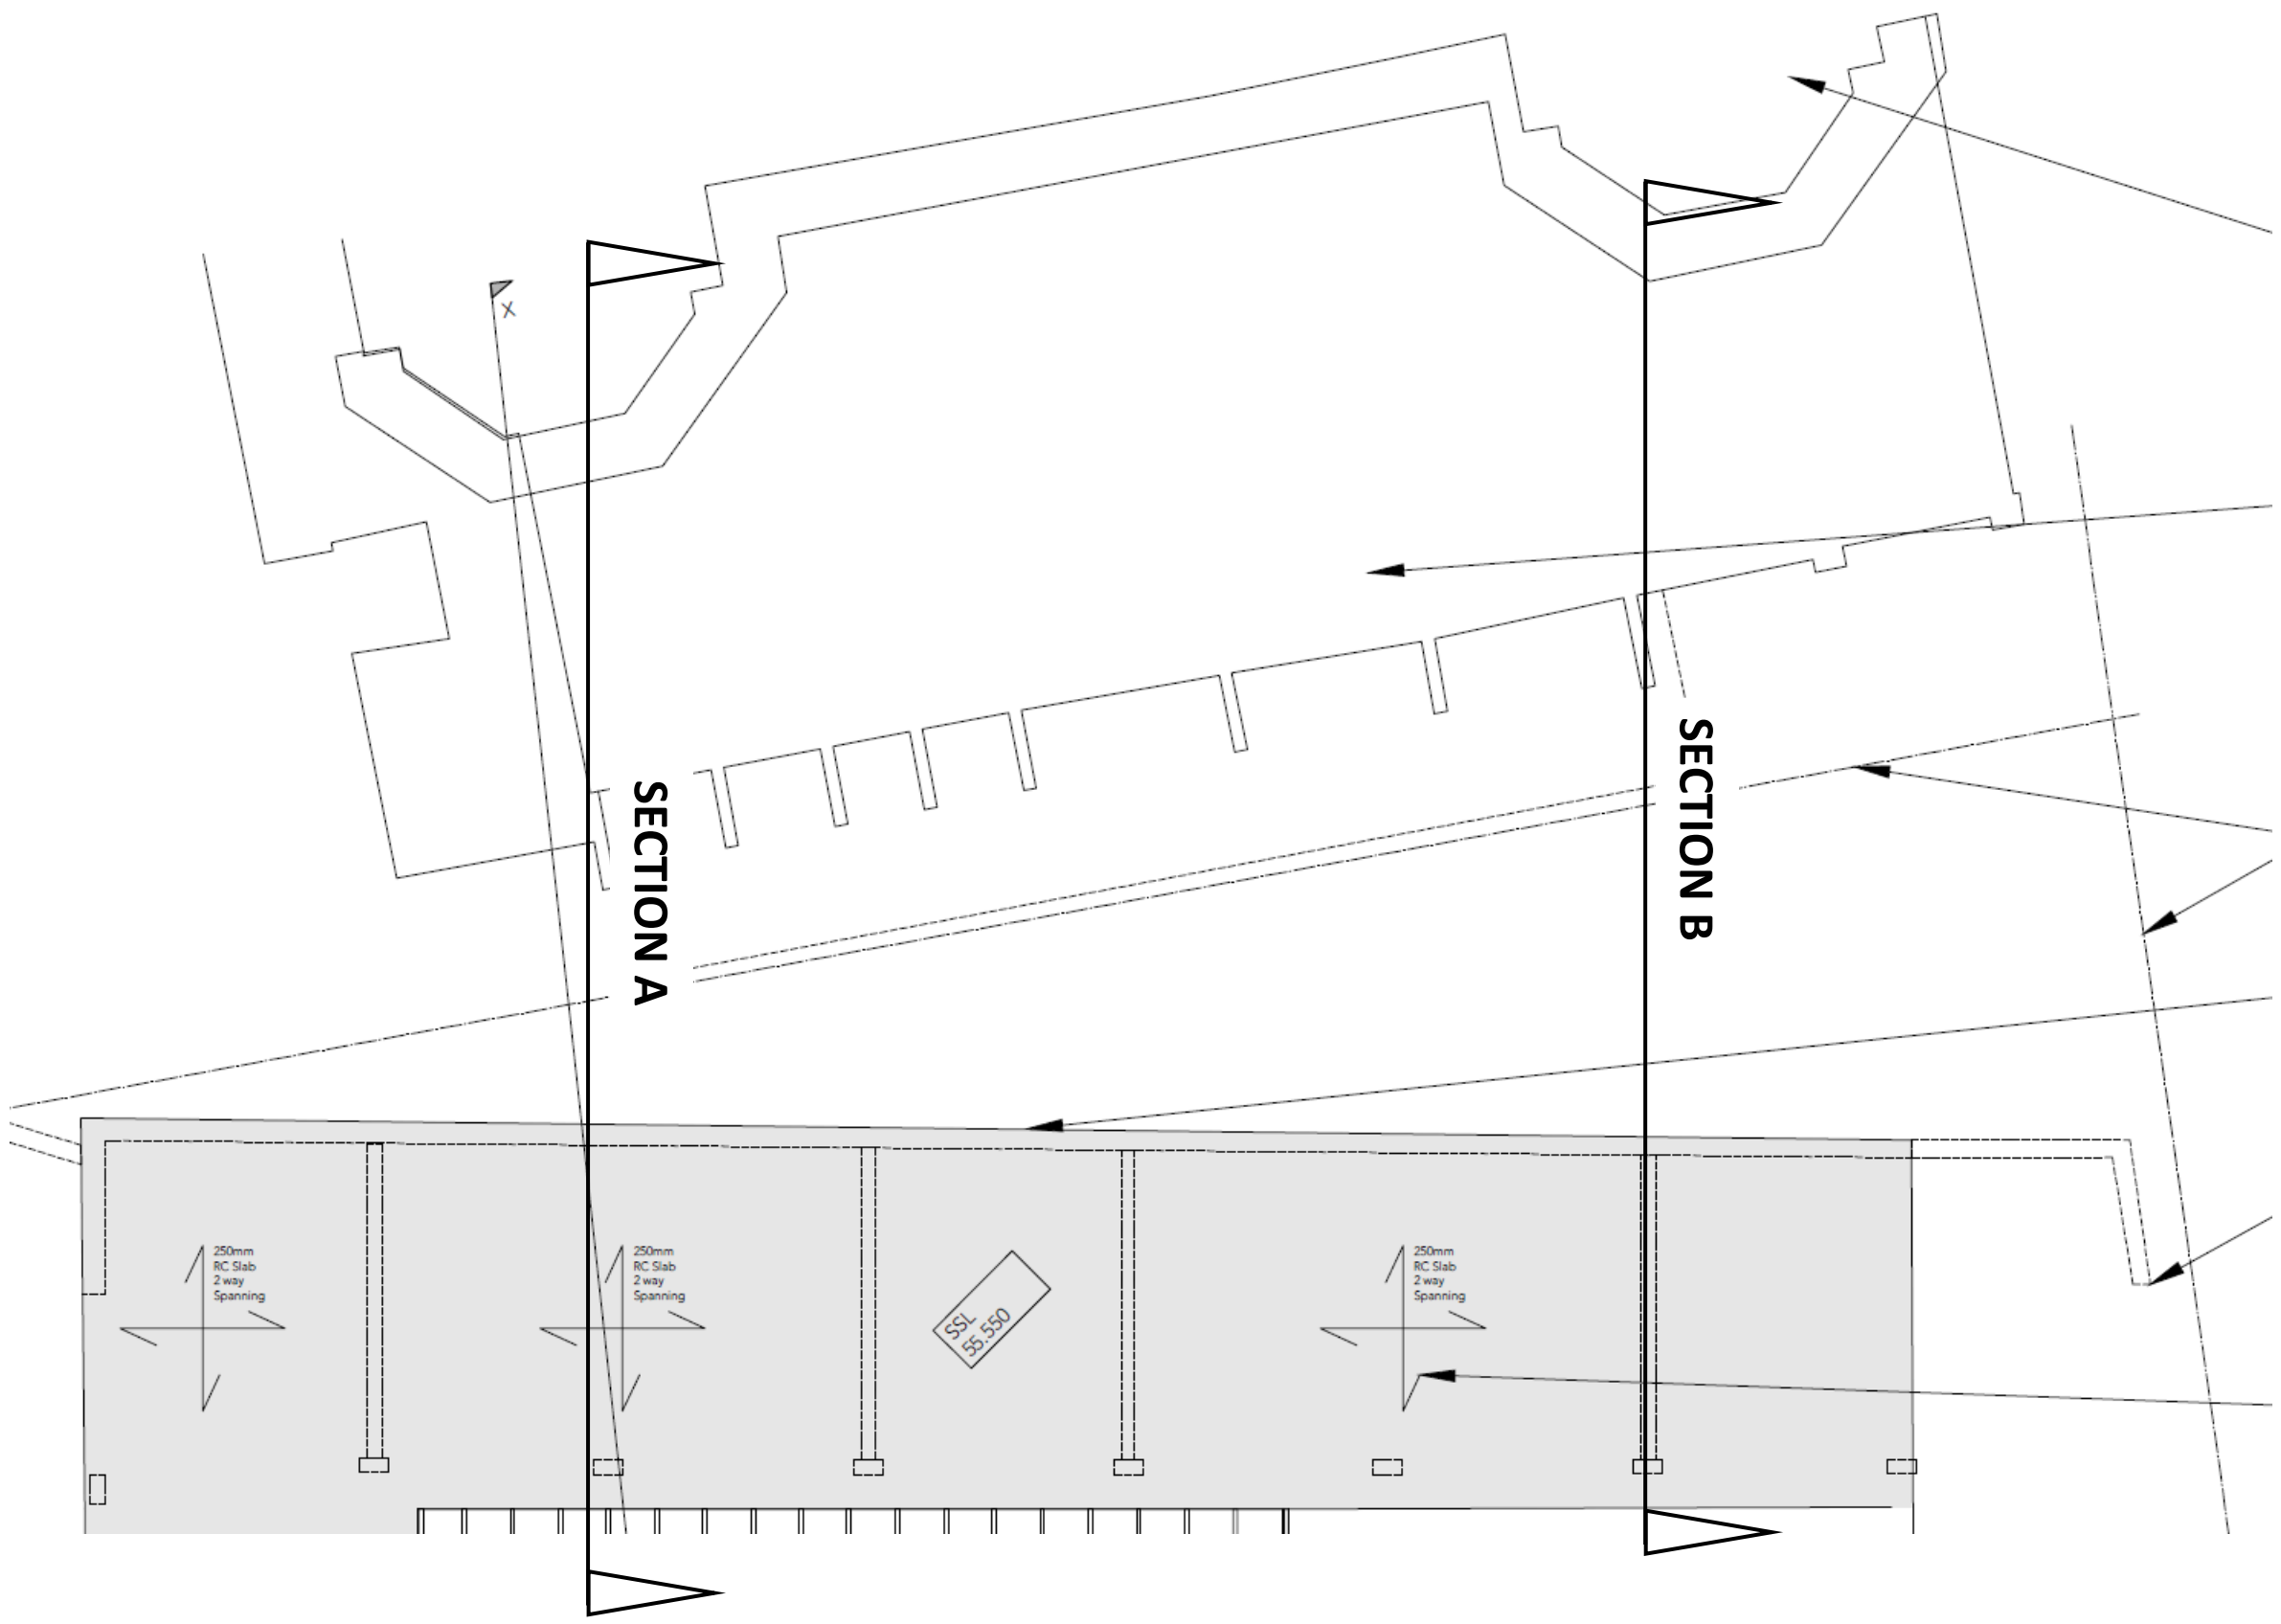 X
SECTION A
SECTION B
250mm
RC Slab
2 way
Spanning
250mm
RC Slab
2 way
Spanning
SSL
55.550
250mm
RC Slab
2 way
Spanning